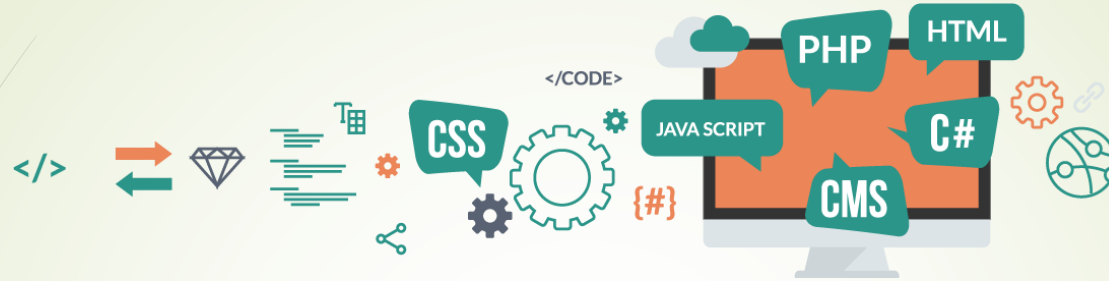 </>
T
CSS
</CODE>
{#}
JAVA SCRIPT
PHP
HTML
C#
CMS